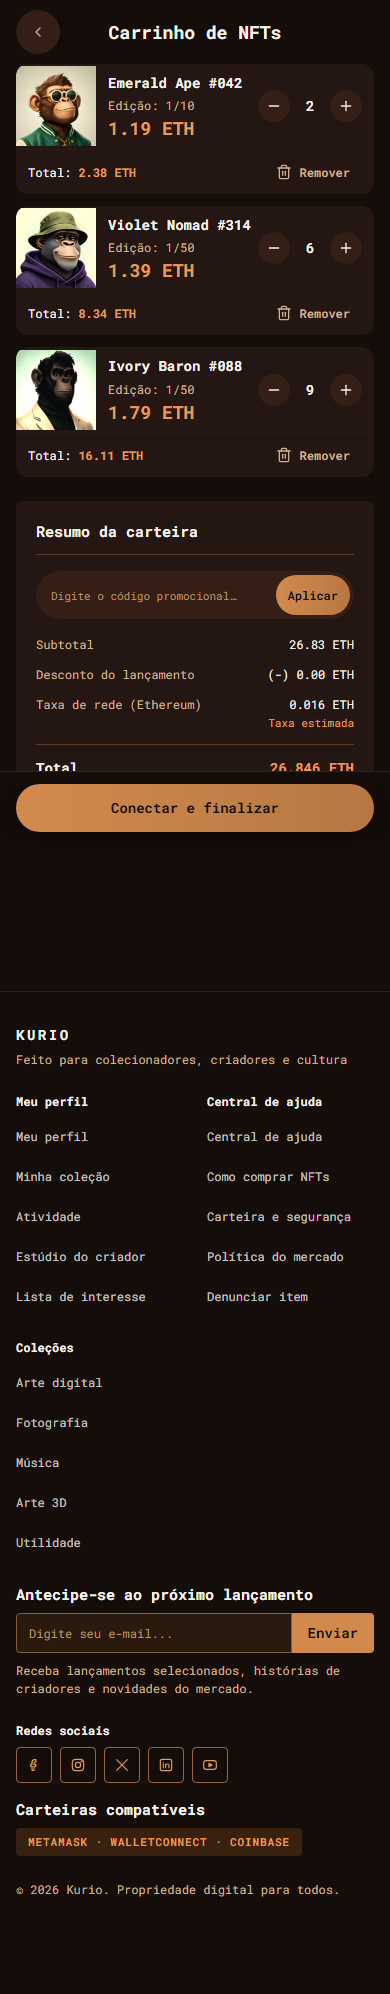 Carrinho de NFTs
Emerald Ape #042
Edição: 1/10
1.19 ETH
2
Total: 2.38 ETH
Remover
Violet Nomad #314
Edição: 1/50
1.39 ETH
6
Total: 8.34 ETH
Remover
Ivory Baron #088
Edição: 1/50
1.79 ETH
9
Total: 16.11 ETH
Remover
Resumo da carteira
Digite o código promocional…
Aplicar
Subtotal 26.83 ETH
Desconto do lançamento (-) 0.00 ETH
Taxa de rede (Ethereum) 0.016 ETH
Taxa estimada
Total 26.846 ETH
Conectar e finalizar
KURIO
Feito para colecionadores, criadores e cultura
Meu perfil
Meu perfil
Minha coleção
Atividade
Estúdio do criador
Lista de interesse
Central de ajuda
Central de ajuda
Como comprar NFTs
Carteira e segurança
Política do mercado
Denunciar item
Coleções
Arte digital
Fotografia
Música
Arte 3D
Utilidade
Antecipe-se ao próximo lançamento
Digite seu e-mail...
Enviar
Receba lançamentos selecionados, histórias de
criadores e novidades do mercado.
Redes sociais
Carteiras compatíveis
METAMASK · WALLETCONNECT · COINBASE
© 2026 Kurio. Propriedade digital para todos.